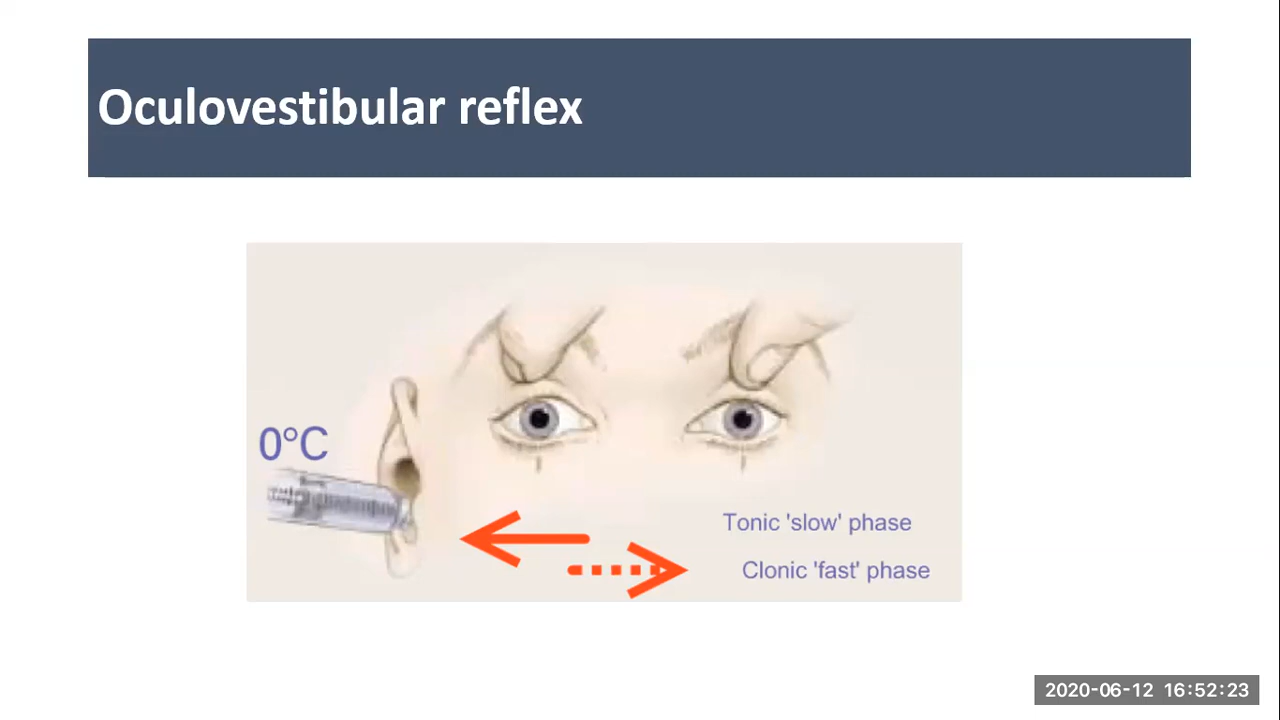 Oculovestibular reflex
0°C
Tonic 'slow' phase
Clonic 'fast' phase
2020-06-12 16:52:23